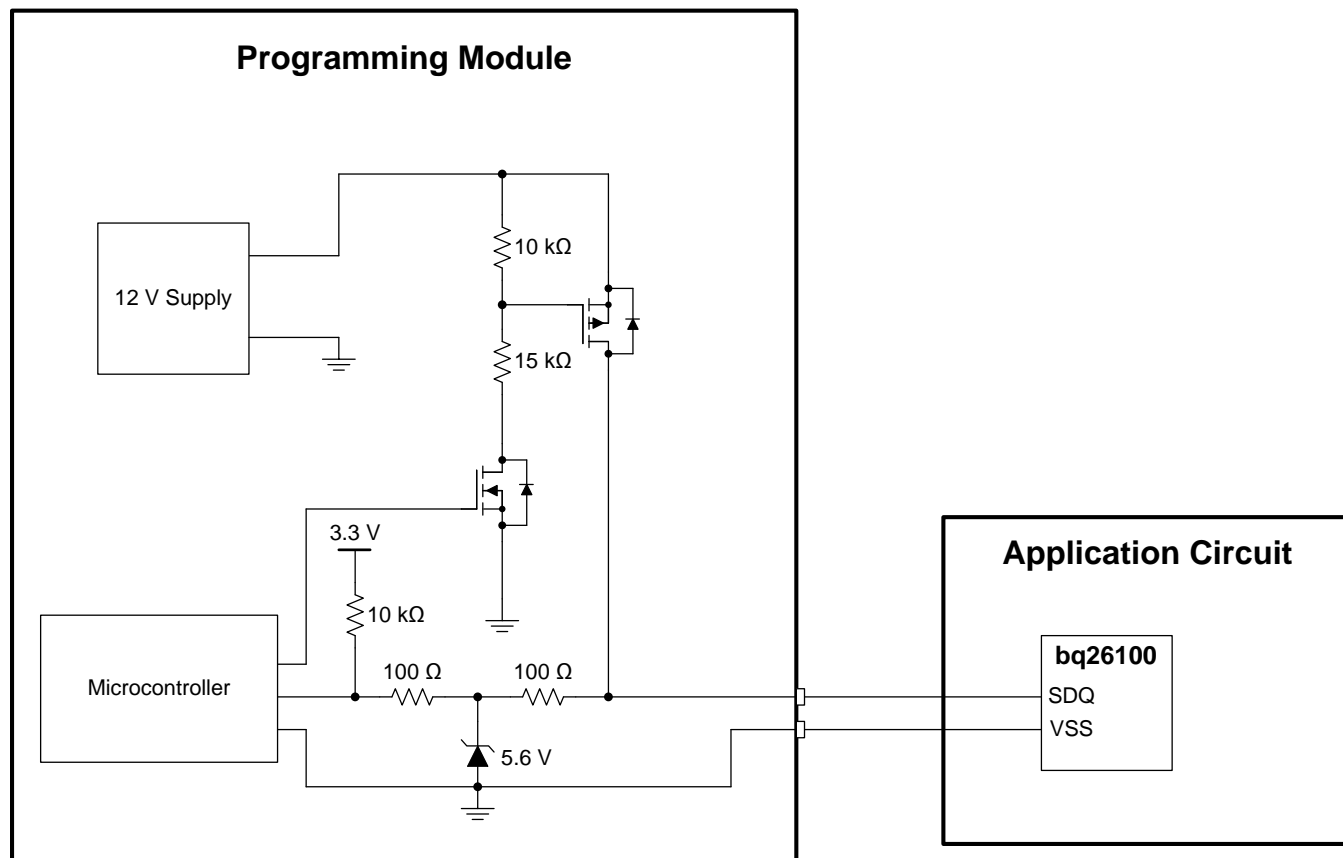 Programming Module
10 kΩ
12 V Supply
15 kΩ
3.3 V
10 kΩ
Application Circuit
bq26100
100 Ω
100 Ω
Microcontroller
SDQ
VSS
5.6 V